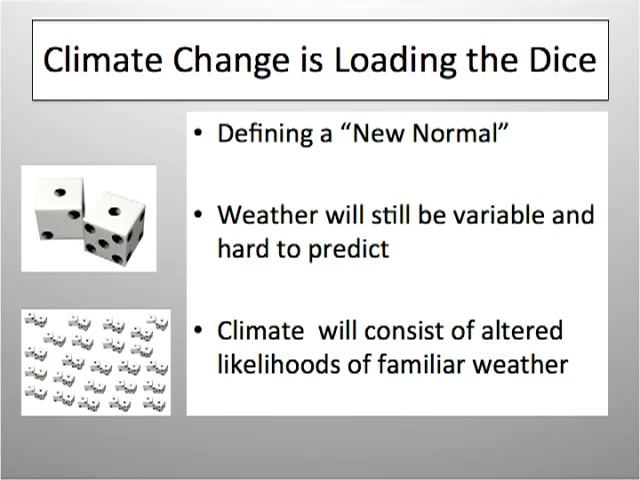 Climate Change is Loading the Dice
• Defining a “New Normal”
• Weather will still be variable and
hard to predict
• Climate will consist of altered
likelihoods of familiar weather